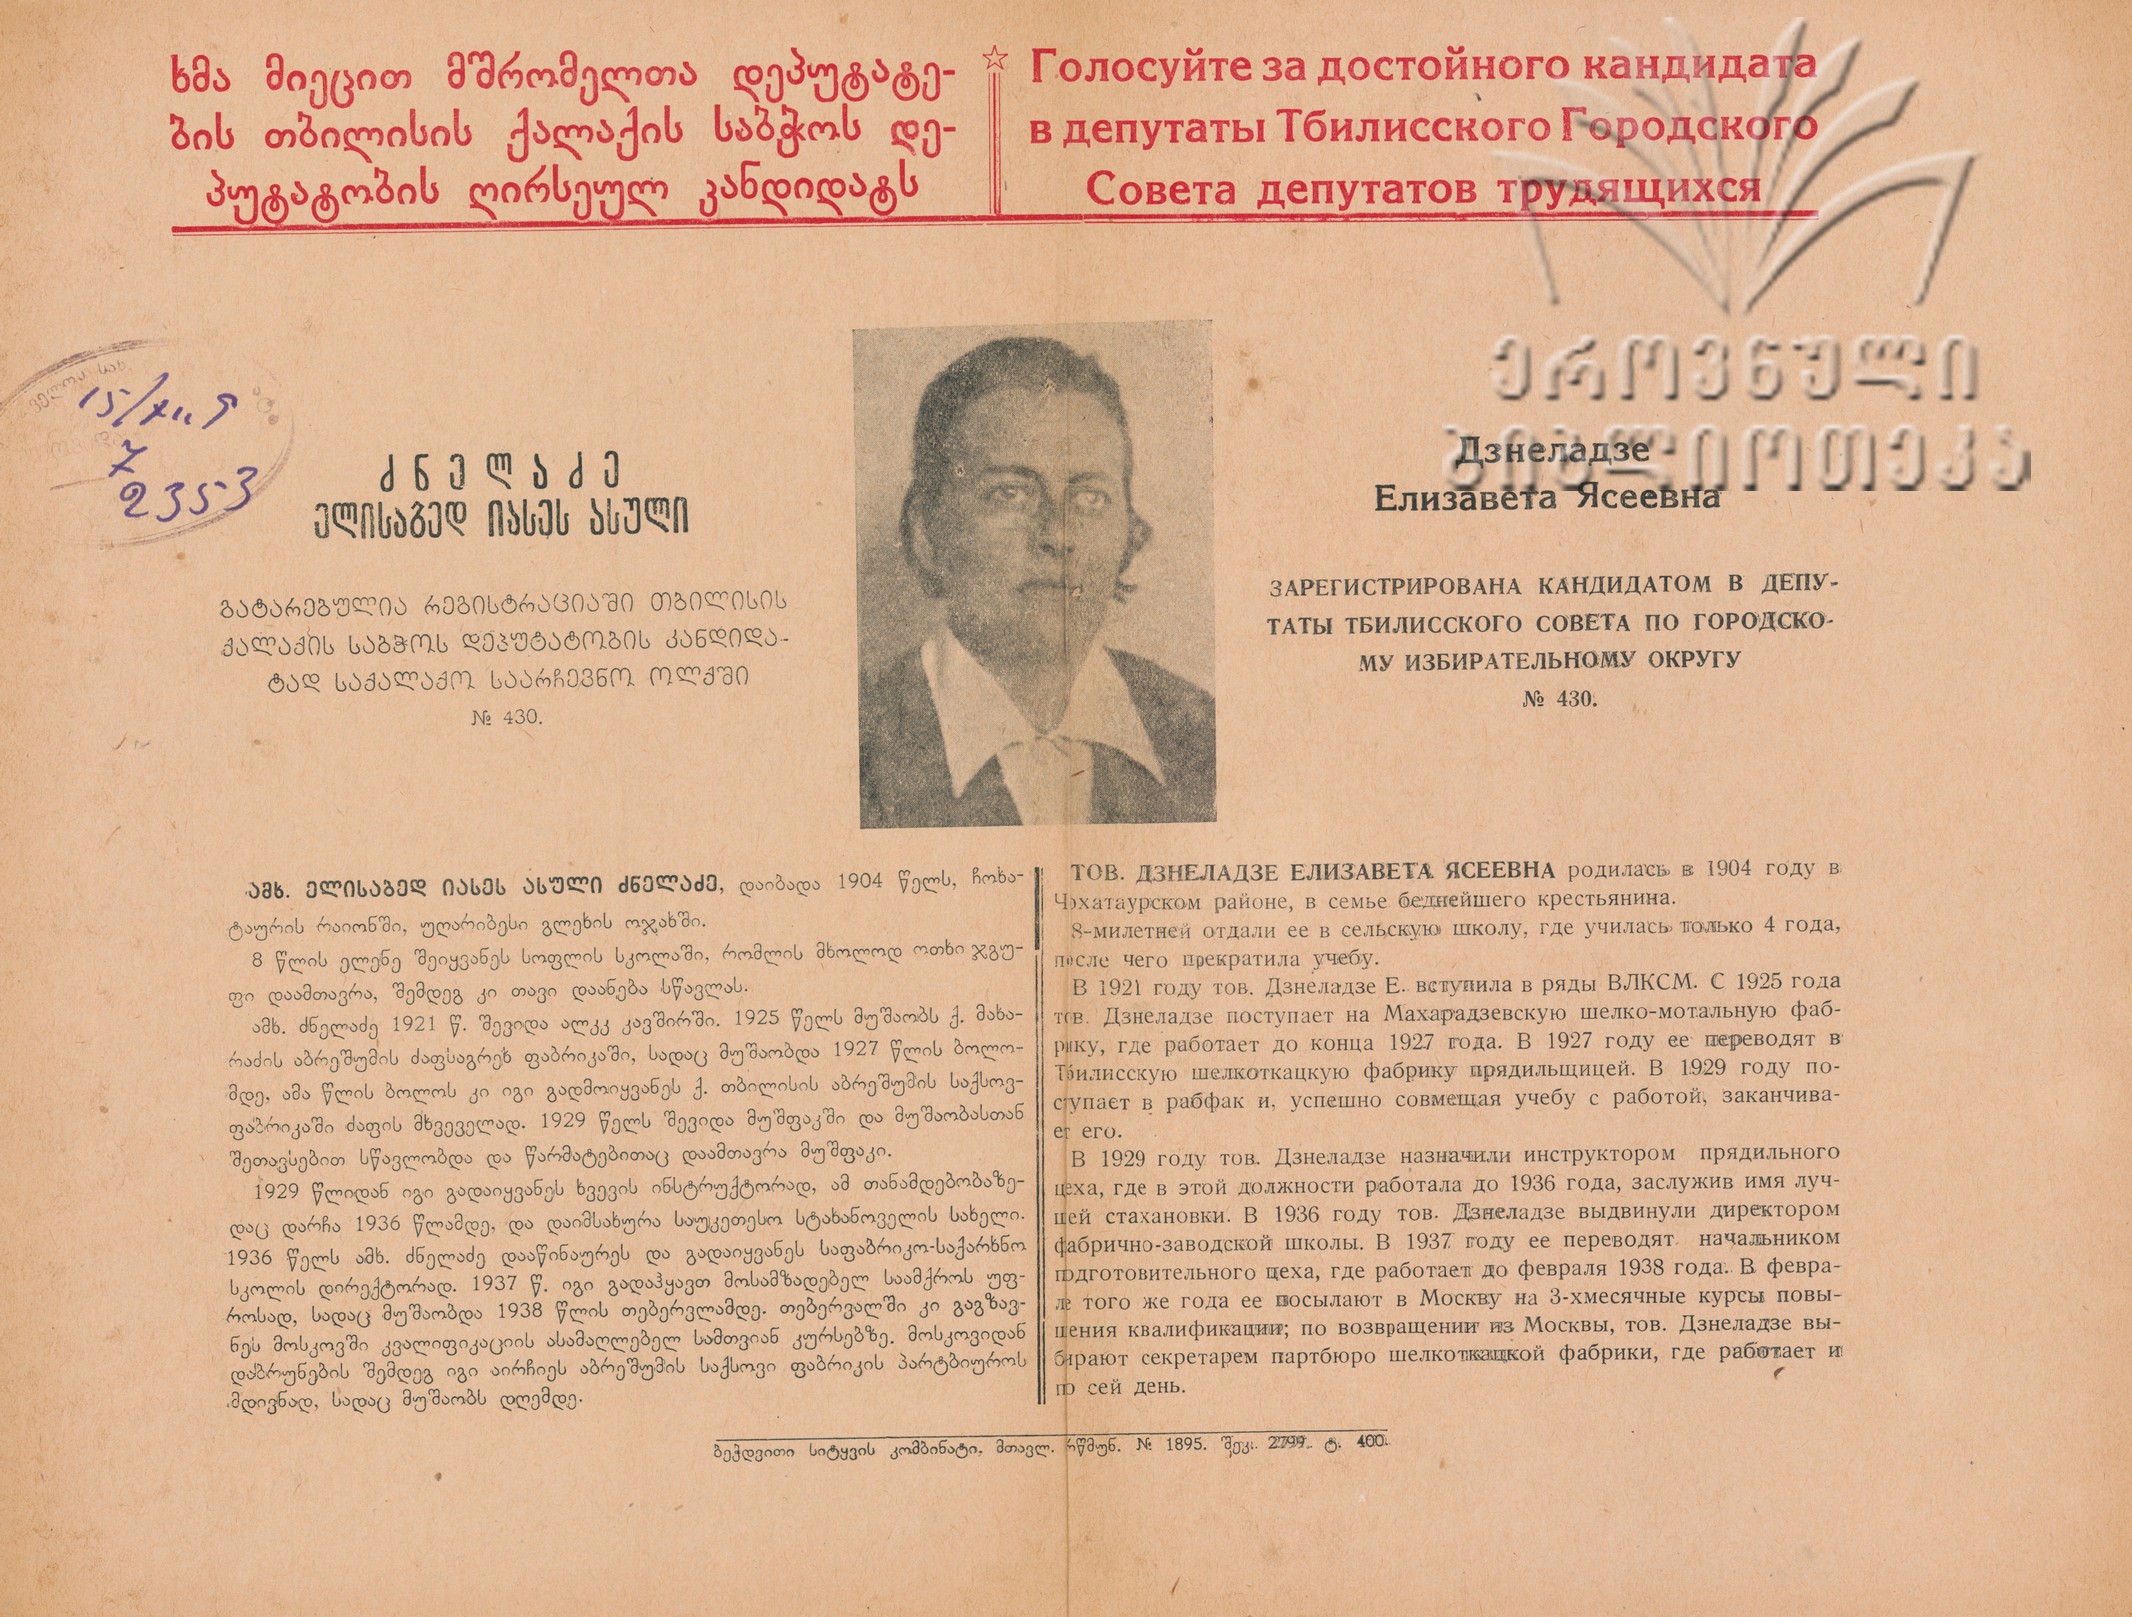 ხმა მიეცით მშრომელთა დეპუტატე-
ბის თბილისის ქალაქის საბჭოს დე-
პუტატობის ღირსეულ კანდიდატს
Голосуйте за достойного кандидата
в депутаты Тбилисского Городского
Совета депутатов трудящихся
ეროვნული
ბიბლიოთეკა
15/XII
7
2353
ძნელაძე
ელისაბედ იასეს ასული
გატარებულია რეგისტრაციაში თბილისის
ქალაქის საბჭოს დეპუტატობის კანდიდა-
ტად საქალაქო საარჩევნო ოლქში
№ 430.
Дзнеладзе
Елизавета Ясеевна
ЗАРЕГИСТРИРОВАНА КАНДИДАТОМ В ДЕПУ-
ТАТЫ ТБИЛИССКОГО СОВЕТА ПО ГОРОДСКО-
МУ ИЗБИРАТЕЛЬНОМУ ОКРУГУ
№ 430.
ამხ. ელისაბედ იასეს ასული ძნელაძე, დაიბადა 1904 წელს, ჩოხა-
ტაურის რაიონში, უღარიბესი გლეხის ოჯახში.
8 წლის ელენე შეიყვანეს სოფლის სკოლაში, რომლის მხოლოდ ოთხი ჯგუ-
ფი დაამთავრა, შემდეგ კი თავი დაანება სწავლას.
ამხ. ძნელაძე 1921 წ. შევიდა ალკკ კავშირში. 1925 წელს მუშაობს ქ. მახა-
რაძის აბრეშუმის ძაფსაგრეხ ფაბრიკაში, სადაც მუშაობდა 1927 წლის ბოლო-
მდე, ამა წლის ბოლოს კი იგი გადმოიყვანეს ქ. თბილისის აბრეშუმის საქსოვ-
ფაბრიკაში ძაფის მხვეველად. 1929 წელს შევიდა მუშფაკში და მუშაობასთან
შეთავსებით სწავლობდა და წარმატებითაც დაამთავრა მუშფაკი.
1929 წლიდან იგი გადაიყვანეს ხვევის ინსტრუქტორად, ამ თანამდებობაზე-
დაც დარჩა 1936 წლამდე, და დაიმსახურა საუკეთესო სტახანოველის სახელი.
1936 წელს ამხ. ძნელაძე დააწინაურეს და გადაიყვანეს საფაბრიკო-საქარხნო
სკოლის დირექტორად. 1937 წ. იგი გადაჰყავთ მოსამზადებელ საამქროს უფ-
როსად, სადაც მუშაობდა 1938 წლის თებერვლამდე. თებერვალში კი გაგზავ-
ნეს მოსკოვში კვალიფიკაციის ასამაღლებელ სამთვიან კურსებზე. მოსკოვიდან
დაბრუნების შემდეგ იგი აირჩიეს აბრეშუმის საქსოვი ფაბრიკის პარტბიუროს
მდივნად, სადაც მუშაობს დღემდე.
ТОВ. ДЗНЕЛАДЗЕ ЕЛИЗАВЕТА ЯСЕЕВНА родилась в 1904 году в
Чохатаурском районе, в семье беднейшего крестьянина.
8-милетней отдали ее в сельскую школу, где училась только 4 года,
после чего прекратила учебу.
В 1921 году тов. Дзнеладзе Е. вступила в ряды ВЛКСМ. С 1925 года
тов. Дзнеладзе поступает на Махарадзевскую шелко-мотальную фаб-
рику, где работает до конца 1927 года. В 1927 году ее переводят в
Тбилисскую шелкоткацкую фабрику прядильщицей. В 1929 году по-
ступает в рабфак и, успешно совмещая учебу с работой, заканчива-
ет его.
В 1929 году тов. Дзнеладзе назначили инструктором прядильного
цеха, где в этой должности работала до 1936 года, заслужив имя луч-
шей стахановки. В 1936 году тов. Дзнеладзе выдвинули директором
фабрично-заводской школы. В 1937 году ее переводят начальником
подготовительного цеха, где работает до февраля 1938 года. В февра-
ле того же года ее посылают в Москву на 3-хмесячные курсы повы-
шения квалификации; по возвращении из Москвы, тов. Дзнеладзе вы-
бирают секретарем партбюро шелкоткацкой фабрики, где работает и
по сей день.
ბეჭდვითი სიტყვის კომბინატი, მთავლ. რწმუნ. № 1895. შეკ. 2799. ტ. 400.